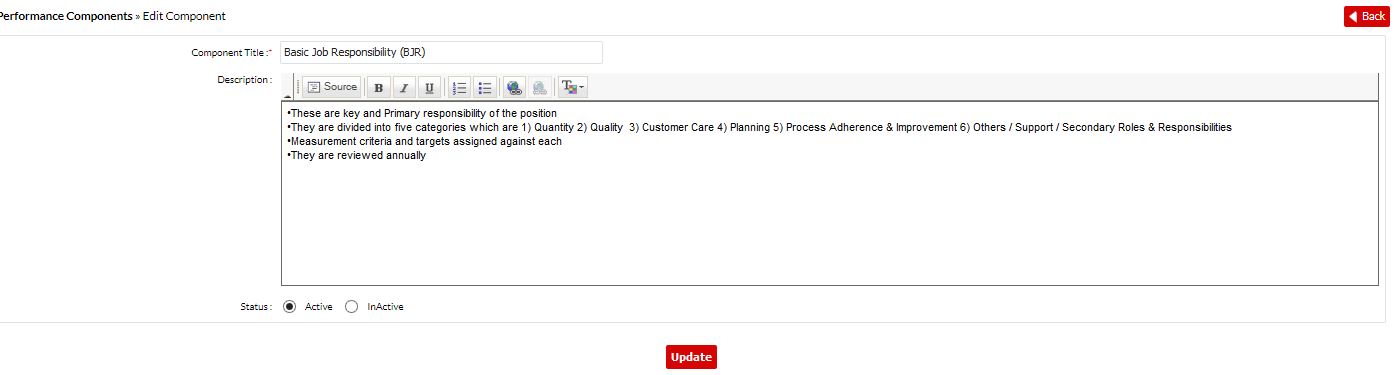 Performance Components » Edit Component
Back
Component Title :* Basic Job Responsibility (BJR)
Description :
Source B I U T
•These are key and Primary responsibility of the position
•They are divided into five categories which are 1) Quantity 2) Quality 3) Customer Care 4) Planning 5) Process Adherence & Improvement 6) Others / Support / Secondary Roles & Responsibilities
•Measurement criteria and targets assigned against each
•They are reviewed annually
Status : Active InActive
Update